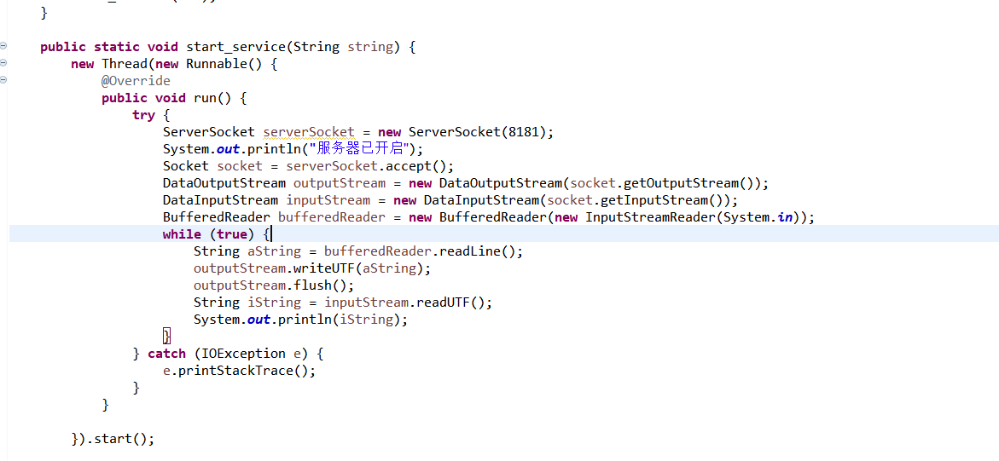 }
public static void start_service(String string) {
new Thread(new Runnable() {
@Override
public void run() {
try {
ServerSocket serverSocket = new ServerSocket(8181);
System.out.println("服务器已开启");
Socket socket = serverSocket.accept();
DataOutputStream outputStream = new DataOutputStream(socket.getOutputStream());
DataInputStream inputStream = new DataInputStream(socket.getInputStream());
BufferedReader bufferedReader = new BufferedReader(new InputStreamReader(System.in));
while (true) {
String aString = bufferedReader.readLine();
outputStream.writeUTF(aString);
outputStream.flush();
String iString = inputStream.readUTF();
System.out.println(iString);
}
} catch (IOException e) {
e.printStackTrace();
}
}
}).start();